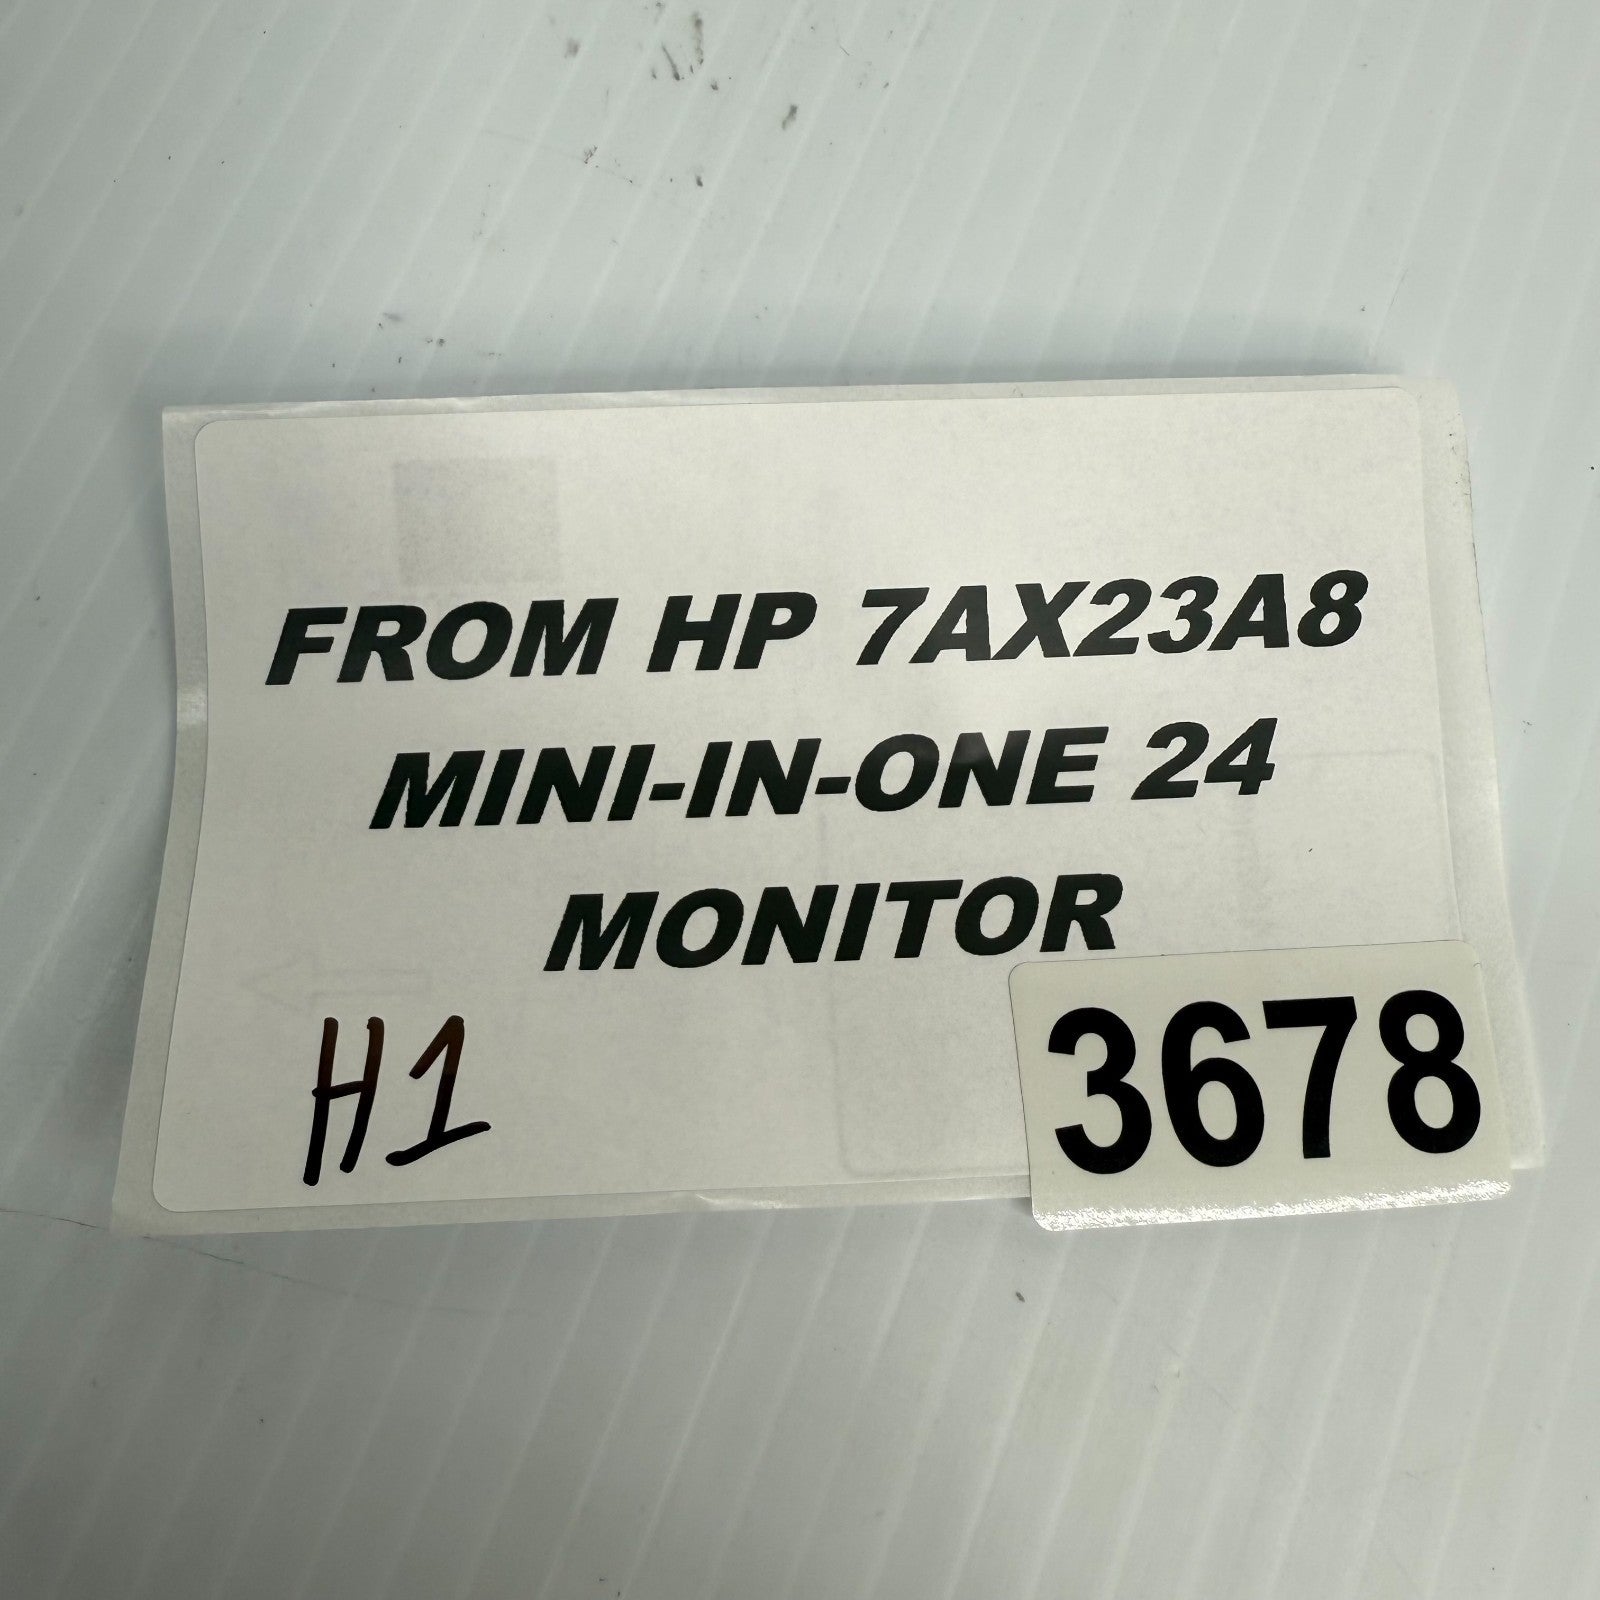 FROM HP 7AX23A8
MINI-IN-ONE 24
MONITOR
H1
3678